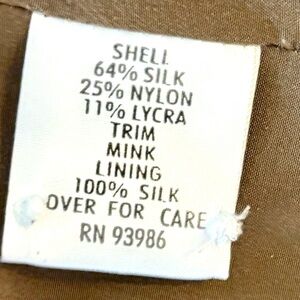 SHELL
64% SILK
25% NYLON
11% LYCRA
TRIM
MINK
LINING
100% SILK
OVER FOR CARE
RN 93986